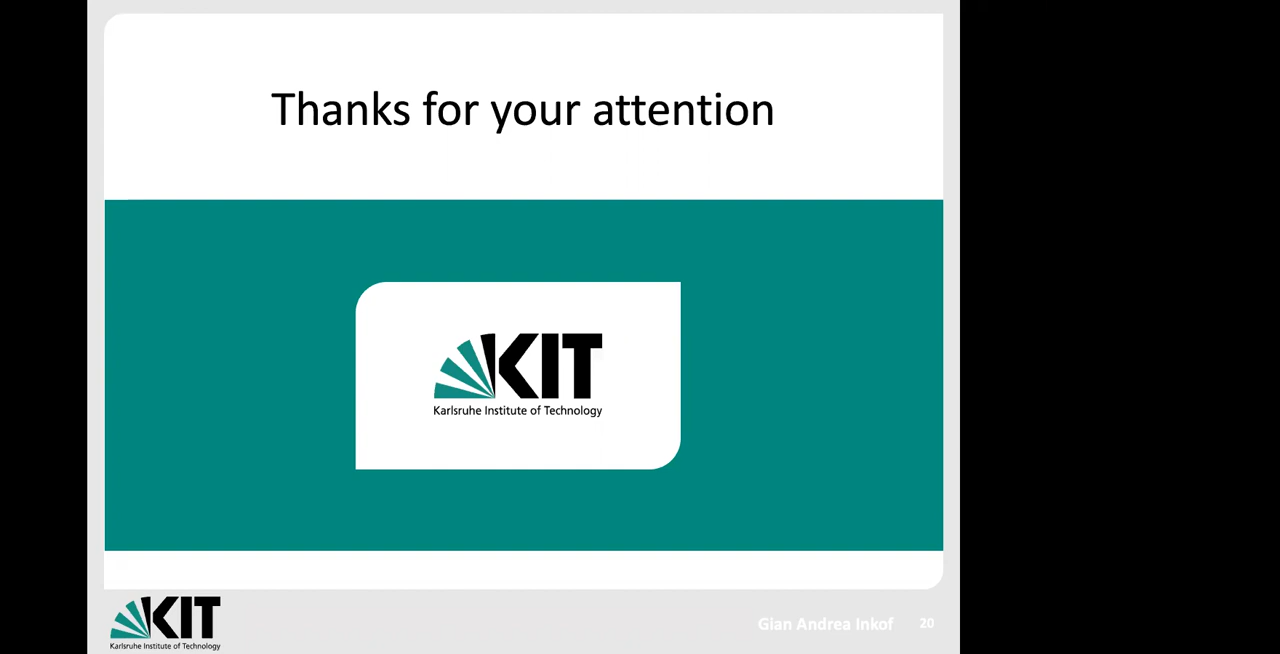 Thanks for your attention
KIT
Karlsruhe Institute of Technology
KIT
Karlsruhe Institute of Technology
Gian Andrea Inkof 20